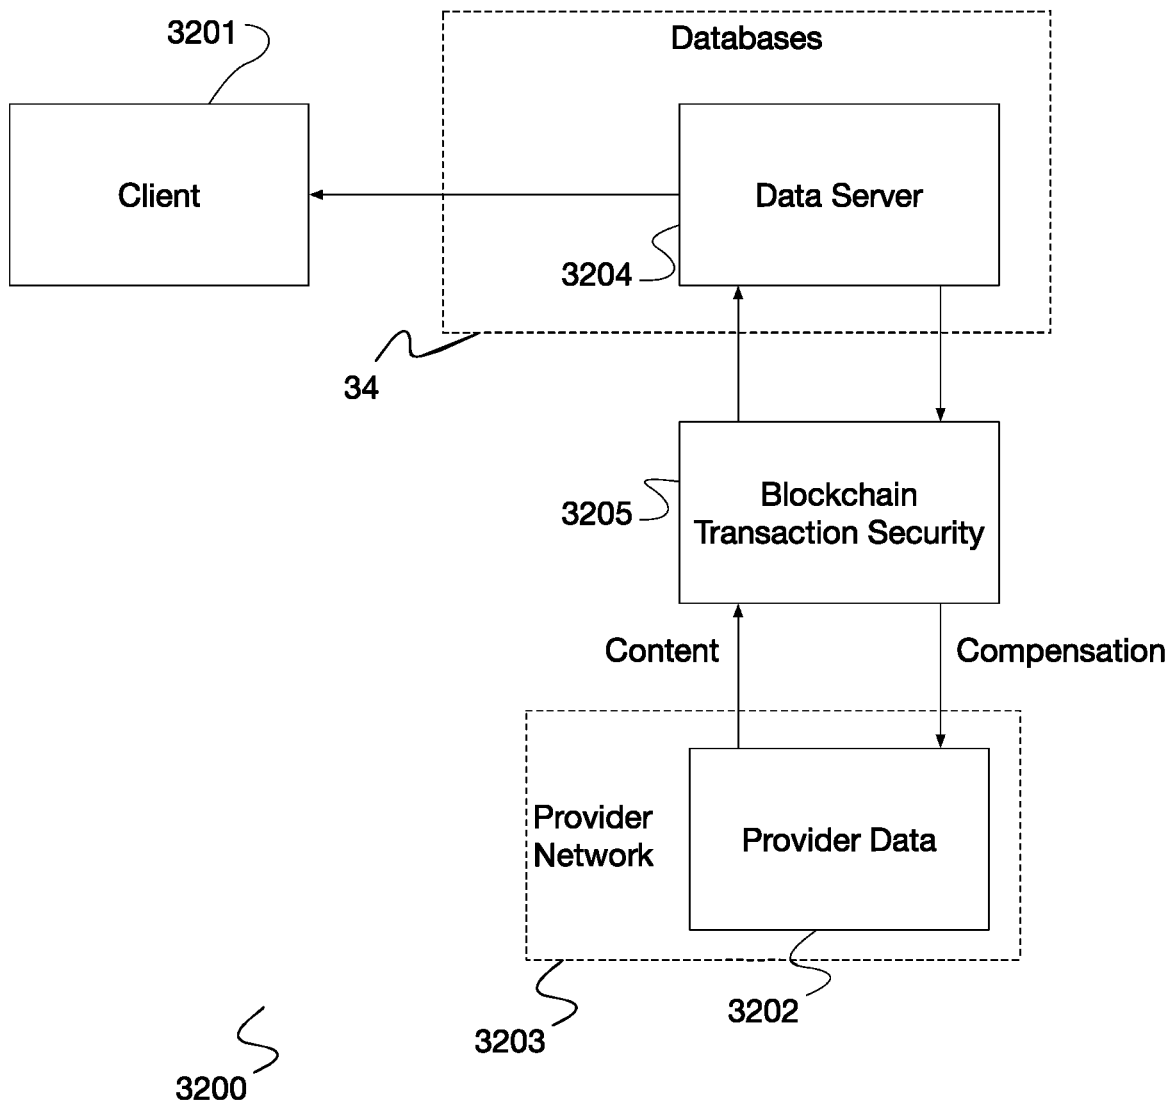 3201
Databases
Client
Data Server
3204
34
Blockchain
Transaction Security
3205
Content
Compensation
Provider
Network
Provider Data
3202
3203
3200